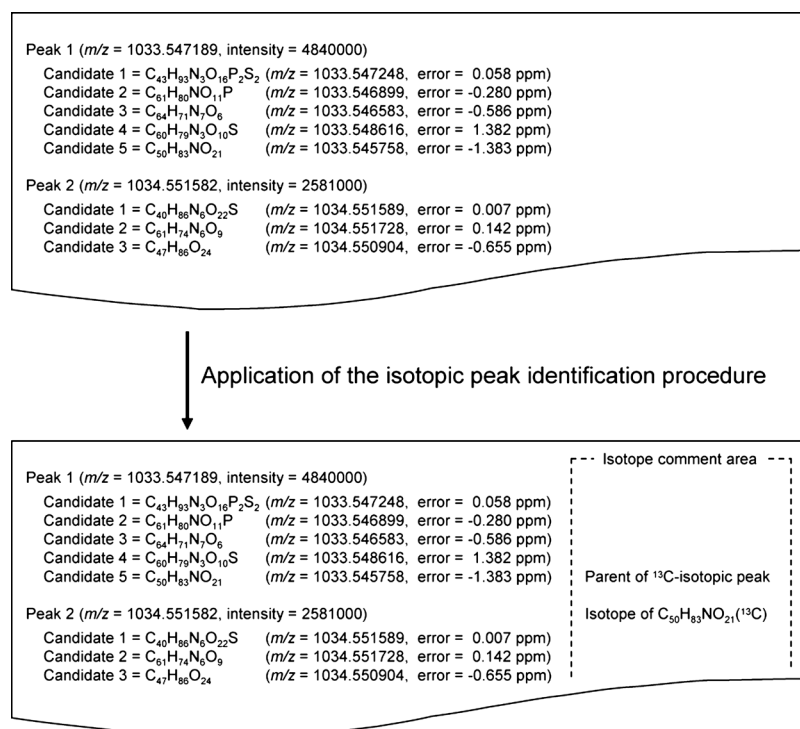 Peak 1 (m/z = 1033.547189, intensity = 4840000)
Candidate 1 = C₄₃H₉₃N₃O₁₆P₂S₂ (m/z = 1033.547248, error = 0.058 ppm)
Candidate 2 = C₆₁H₈₀NO₁₁P (m/z = 1033.546899, error = -0.280 ppm)
Candidate 3 = C₆₄H₇₁N₇O₆ (m/z = 1033.546583, error = -0.586 ppm)
Candidate 4 = C₆₀H₇₉N₃O₁₀S (m/z = 1033.548616, error = 1.382 ppm)
Candidate 5 = C₅₀H₈₃NO₂₁ (m/z = 1033.545758, error = -1.383 ppm)
Peak 2 (m/z = 1034.551582, intensity = 2581000)
Candidate 1 = C₄₀H₈₆N₆O₂₂S (m/z = 1034.551589, error = 0.007 ppm)
Candidate 2 = C₆₁H₇₄N₆O₉ (m/z = 1034.551728, error = 0.142 ppm)
Candidate 3 = C₄₇H₈₆O₂₄ (m/z = 1034.550904, error = -0.655 ppm)
Application of the isotopic peak identification procedure
Isotope comment area
Peak 1 (m/z = 1033.547189, intensity = 4840000)
Candidate 1 = C₄₃H₉₃N₃O₁₆P₂S₂ (m/z = 1033.547248, error = 0.058 ppm)
Candidate 2 = C₆₁H₈₀NO₁₁P (m/z = 1033.546899, error = -0.280 ppm)
Candidate 3 = C₆₄H₇₁N₇O₆ (m/z = 1033.546583, error = -0.586 ppm)
Candidate 4 = C₆₀H₇₉N₃O₁₀S (m/z = 1033.548616, error = 1.382 ppm)
Candidate 5 = C₅₀H₈₃NO₂₁ (m/z = 1033.545758, error = -1.383 ppm) Parent of ¹³C-isotopic peak
Peak 2 (m/z = 1034.551582, intensity = 2581000) Isotope of C₅₀H₈₃NO₂₁(¹³C)
Candidate 1 = C₄₀H₈₆N₆O₂₂S (m/z = 1034.551589, error = 0.007 ppm)
Candidate 2 = C₆₁H₇₄N₆O₉ (m/z = 1034.551728, error = 0.142 ppm)
Candidate 3 = C₄₇H₈₆O₂₄ (m/z = 1034.550904, error = -0.655 ppm)